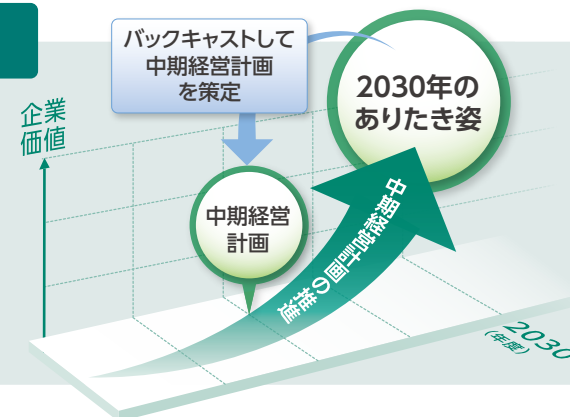 バックキャストして
中期経営計画
を策定
2030年の
ありたき姿
企業
価値
中期経営
計画
中期経営計画の推進
2030
(年度)